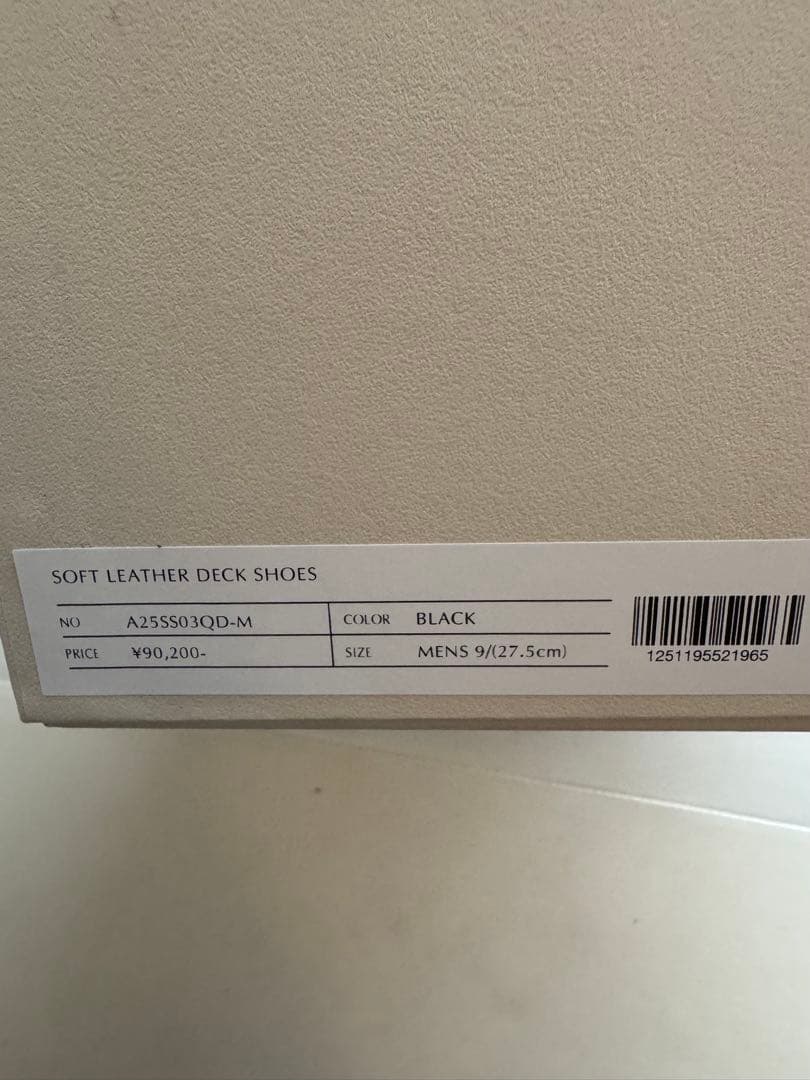 SOFT LEATHER DECK SHOES
NO A25SS03QD-M COLOR BLACK
PRICE ¥90,200- SIZE MENS 9/(27.5cm)
1251195521965